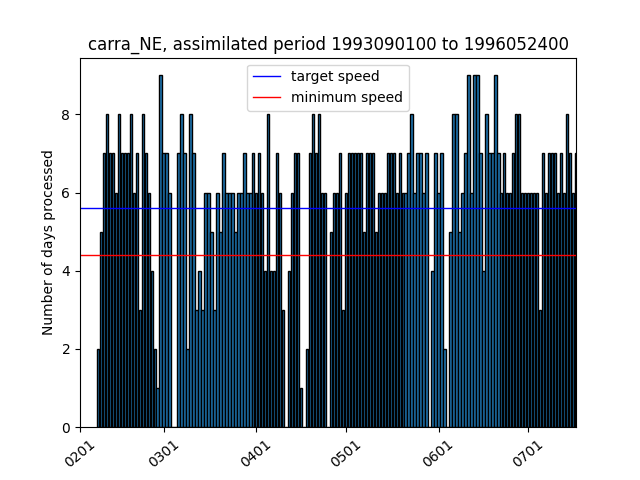 carra_NE, assimilated period 1993090100 to 1996052400
target speed
minimum speed
Number of days processed
8
6
4
2
0
0201
0301
0401
0501
0601
0701